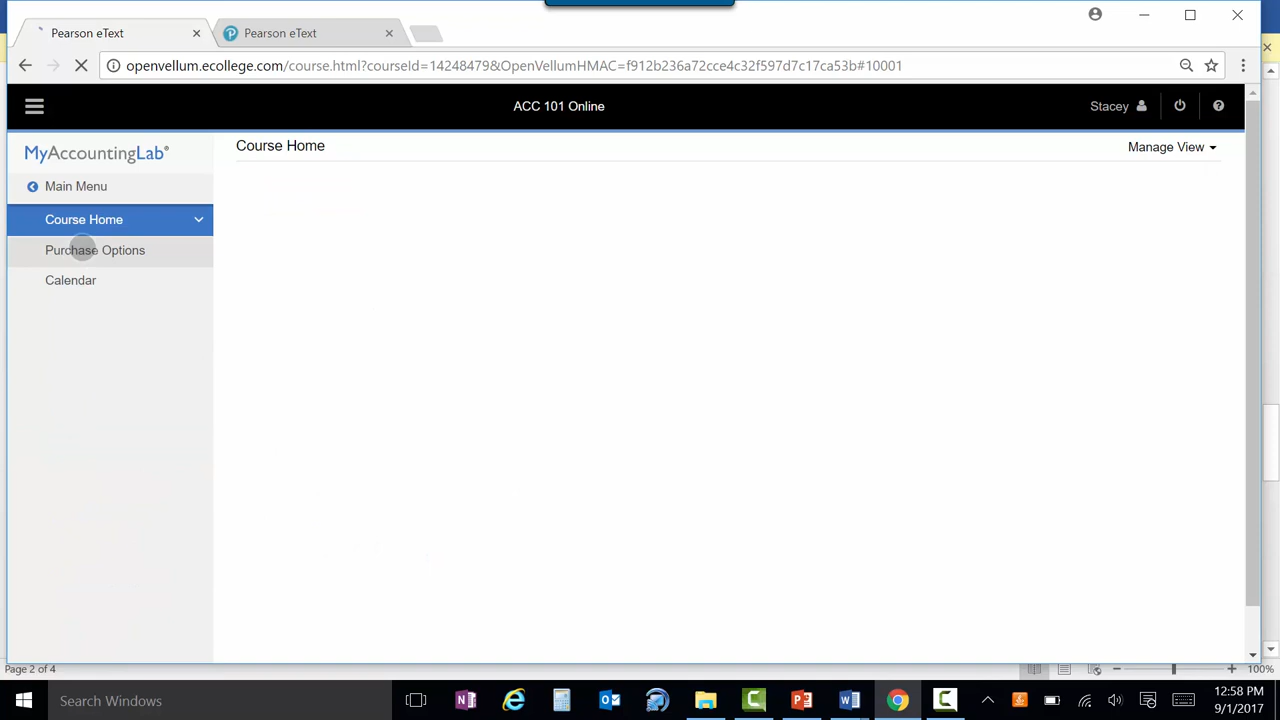 Pearson eText
Pearson eText
openvellum.ecollege.com/course.html?courseId=14248479&OpenVellumHMAC=f912b236a72cce4c32f597d7c17ca53b#10001
ACC 101 Online
Stacey
MyAccountingLab®
Course Home
Manage View
Main Menu
Course Home
Purchase Options
Calendar
Page 2 of 4
100%
Search Windows
12:58 PM
9/1/2017